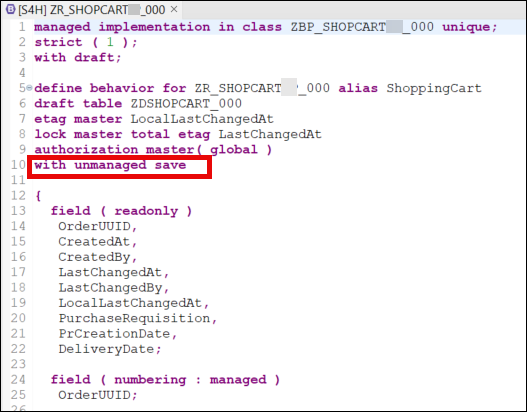 [S4H] ZR_SHOPCART _000
1 managed implementation in class ZBP_SHOPCART _000 unique;
2 strict ( 1 );
3 with draft;
4
5 define behavior for ZR_SHOPCART _000 alias ShoppingCart
6 draft table ZDSHOPCART_000
7 etag master LocalLastChangedAt
8 lock master total etag LastChangedAt
9 authorization master( global )
10 with unmanaged save
11
12 {
13 field ( readonly )
14 OrderUUID,
15 CreatedAt,
16 CreatedBy,
17 LastChangedAt,
18 LastChangedBy,
19 LocalLastChangedAt,
20 PurchaseRequisition,
21 PrCreationDate,
22 DeliveryDate;
23
24 field ( numbering : managed )
25 OrderUUID;
26